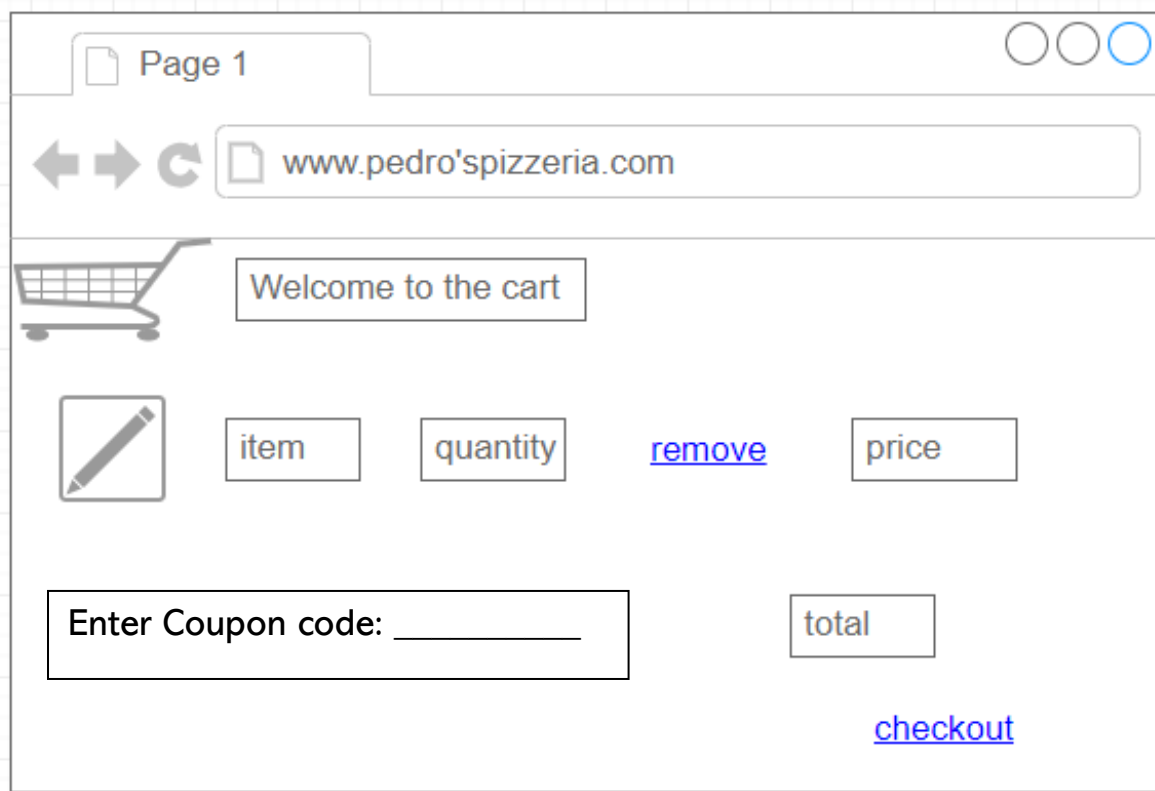 Page 1
www.pedro'spizzeria.com
Welcome to the cart
item quantity remove price
Enter Coupon code: __________ total
checkout